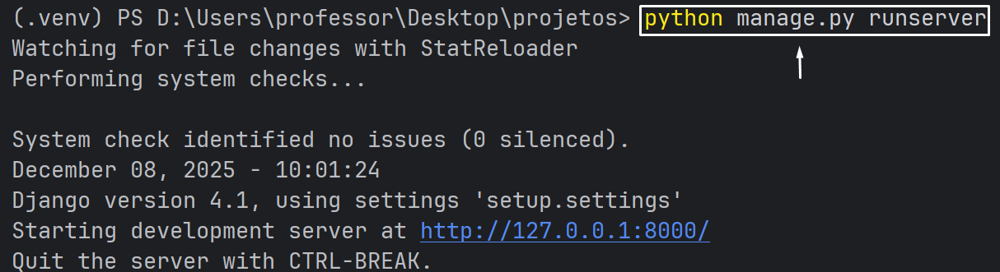 (.venv) PS D:\Users\professor\Desktop\projetos> python manage.py runserver
Watching for file changes with StatReloader
Performing system checks...

System check identified no issues (0 silenced).
December 08, 2025 - 10:01:24
Django version 4.1, using settings 'setup.settings'
Starting development server at http://127.0.0.1:8000/
Quit the server with CTRL-BREAK.